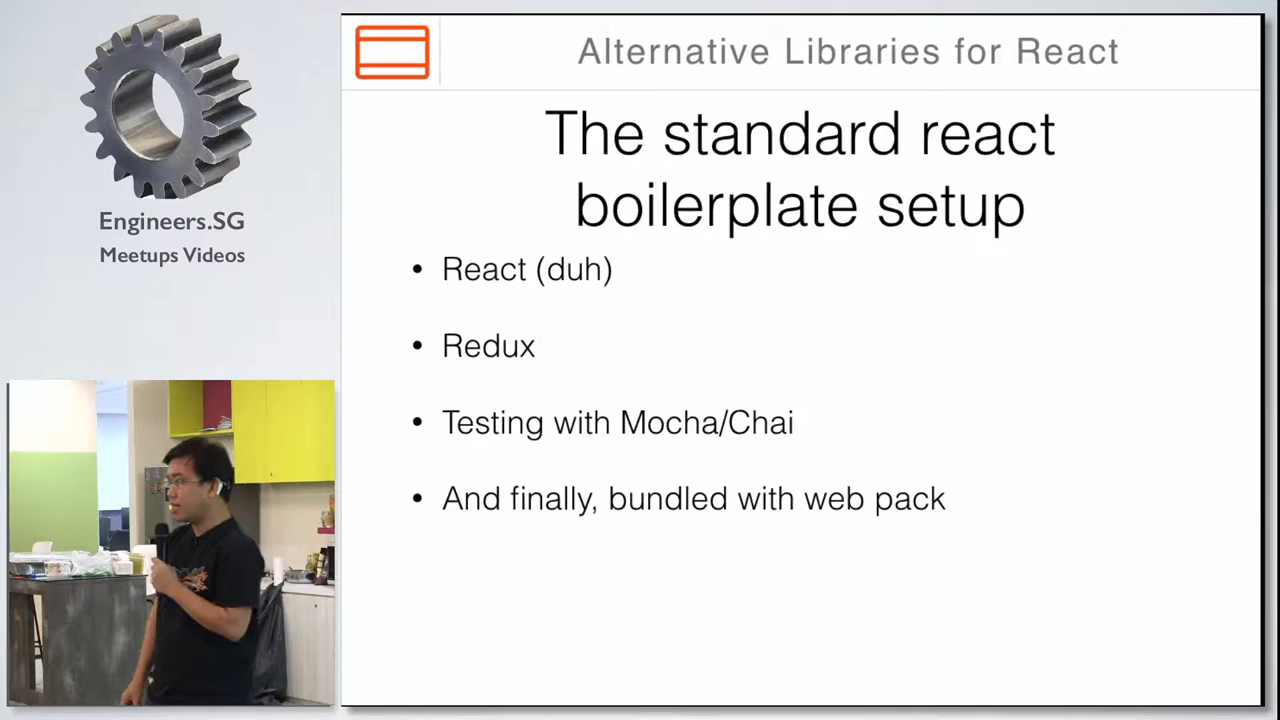 Engineers.SG
Meetups Videos
Alternative Libraries for React
The standard react
boilerplate setup
• React (duh)
• Redux
• Testing with Mocha/Chai
• And finally, bundled with web pack